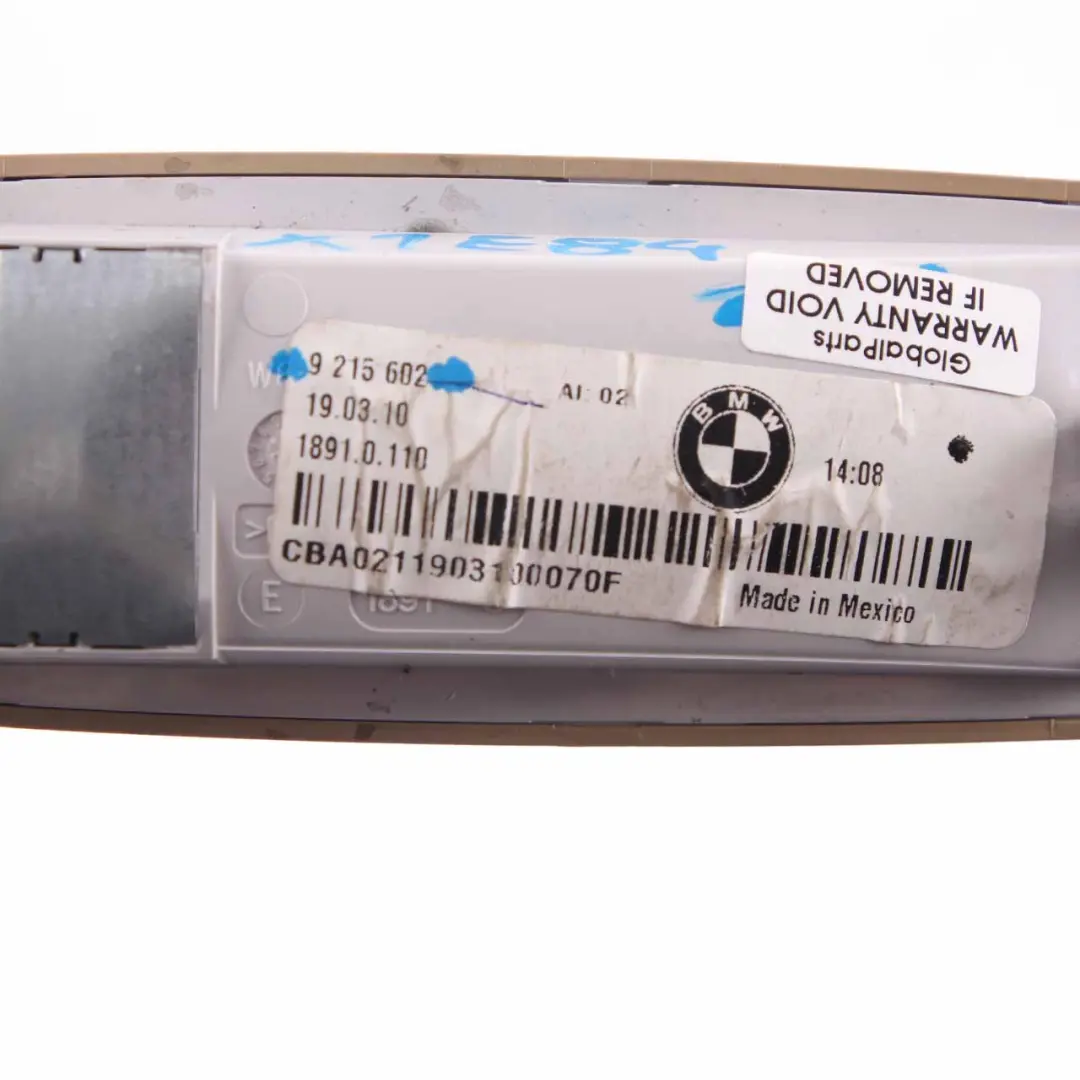 X1E84
GlobalParts
WARRANTY VOID
IF REMOVED
9 215 602
AI: 02
19.03.10
1891.0.110
BMW
14:08
CBA0211903100070F
Made in Mexico
E
1891